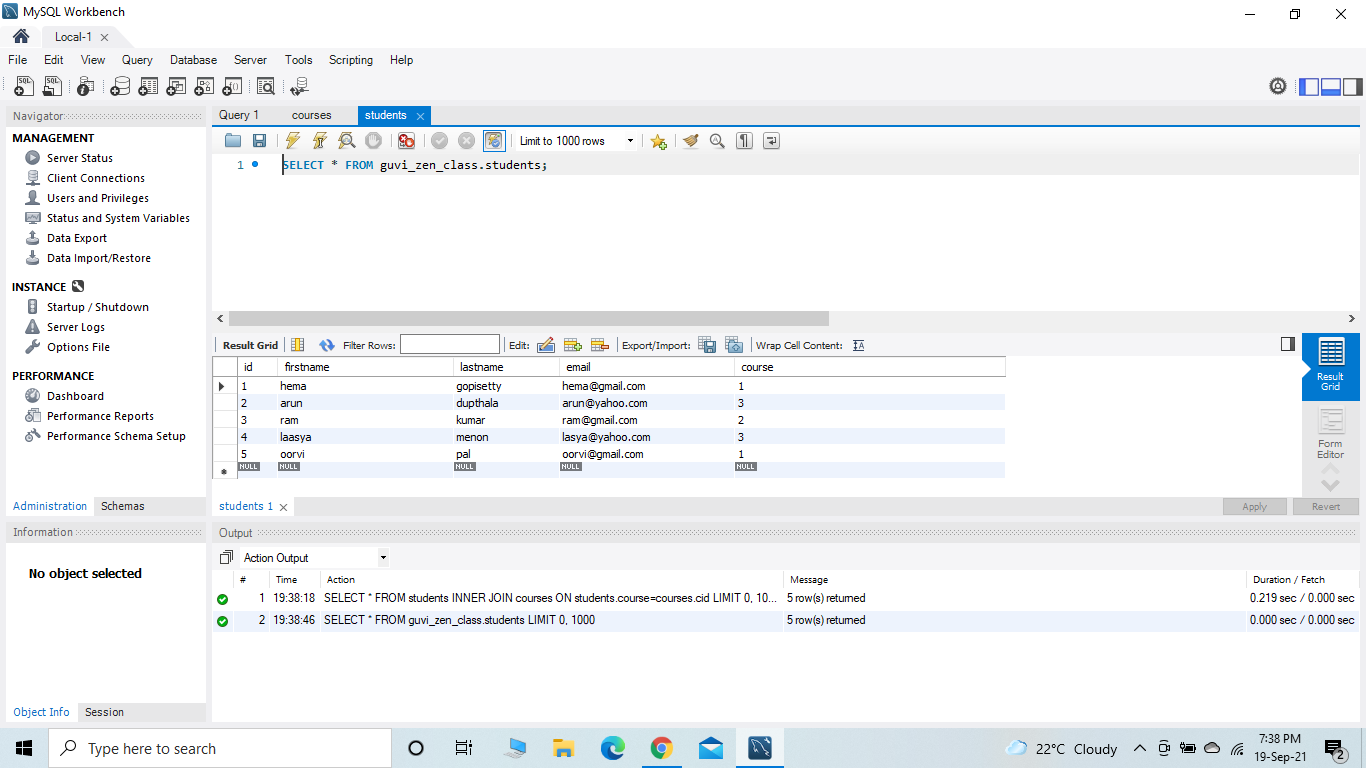 MySQL Workbench
Local-1
File Edit View Query Database Server Tools Scripting Help
Navigator
MANAGEMENT
Server Status
Client Connections
Users and Privileges
Status and System Variables
Data Export
Data Import/Restore
INSTANCE
Startup / Shutdown
Server Logs
Options File
PERFORMANCE
Dashboard
Performance Reports
Performance Schema Setup
Administration Schemas
Information
No object selected
Object Info Session
Query 1 courses students
Limit to 1000 rows
1 SELECT * FROM guvi_zen_class.students;
Result Grid Filter Rows: Edit: Export/Import: Wrap Cell Content:
id firstname lastname email course
1 hema gopisetty hema@gmail.com 1
2 arun dupthala arun@yahoo.com 3
3 ram kumar ram@gmail.com 2
4 laasya menon lasya@yahoo.com 3
5 oorvi pal oorvi@gmail.com 1
NULL NULL NULL NULL NULL
Result
Grid
Form
Editor
students 1
Apply Revert
Output
Action Output
# Time Action Message Duration / Fetch
1 19:38:18 SELECT * FROM students INNER JOIN courses ON students.course=courses.cid LIMIT 0, 10... 5 row(s) returned 0.219 sec / 0.000 sec
2 19:38:46 SELECT * FROM guvi_zen_class.students LIMIT 0, 1000 5 row(s) returned 0.000 sec / 0.000 sec
Type here to search
22°C Cloudy
7:38 PM
19-Sep-21
2